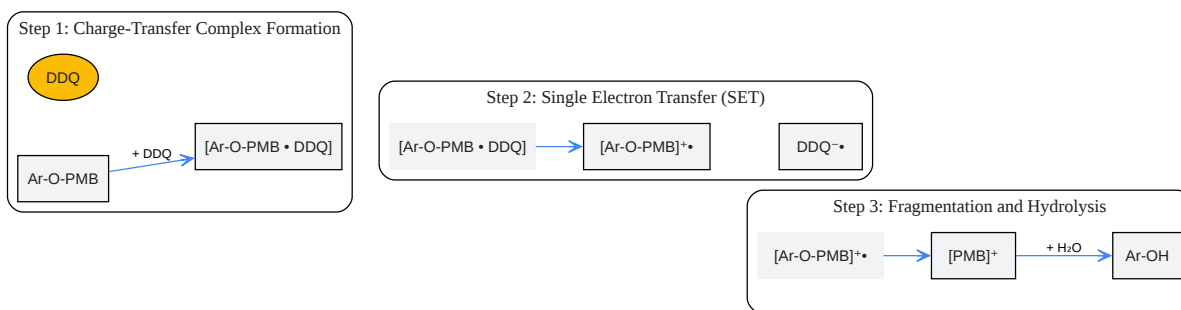 Step 1: Charge-Transfer Complex Formation
DDQ
+ DDQ
[Ar-O-PMB • DDQ]
Ar-O-PMB
Step 2: Single Electron Transfer (SET)
[Ar-O-PMB • DDQ]
[Ar-O-PMB]⁺•
DDQ⁻•
Step 3: Fragmentation and Hydrolysis
[Ar-O-PMB]⁺•
[PMB]⁺
+ H₂O
Ar-OH